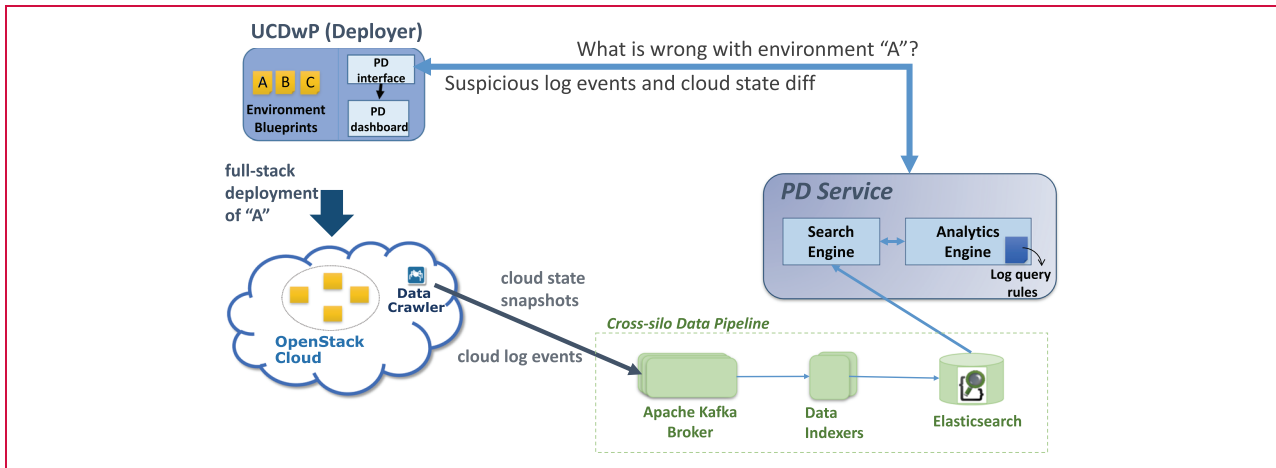 UCDwP (Deployer)
A B C
Environment
Blueprints
PD
interface
PD
dashboard
What is wrong with environment “A”?
Suspicious log events and cloud state diff
full-stack
deployment
of “A”
PD Service
Search
Engine
Analytics
Engine
Log query
rules
Data
Crawler
OpenStack
Cloud
cloud state
snapshots
cloud log events
Cross-silo Data Pipeline
Apache Kafka
Broker
Data
Indexers
Elasticsearch